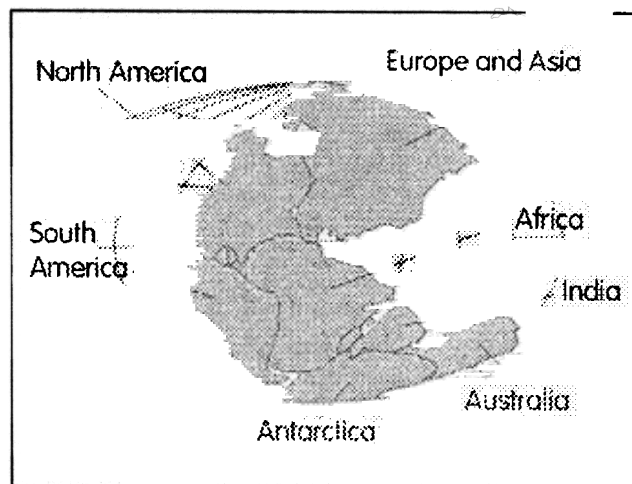 North America
Europe and Asia
South
America
Africa
India
Australia
Antarctica